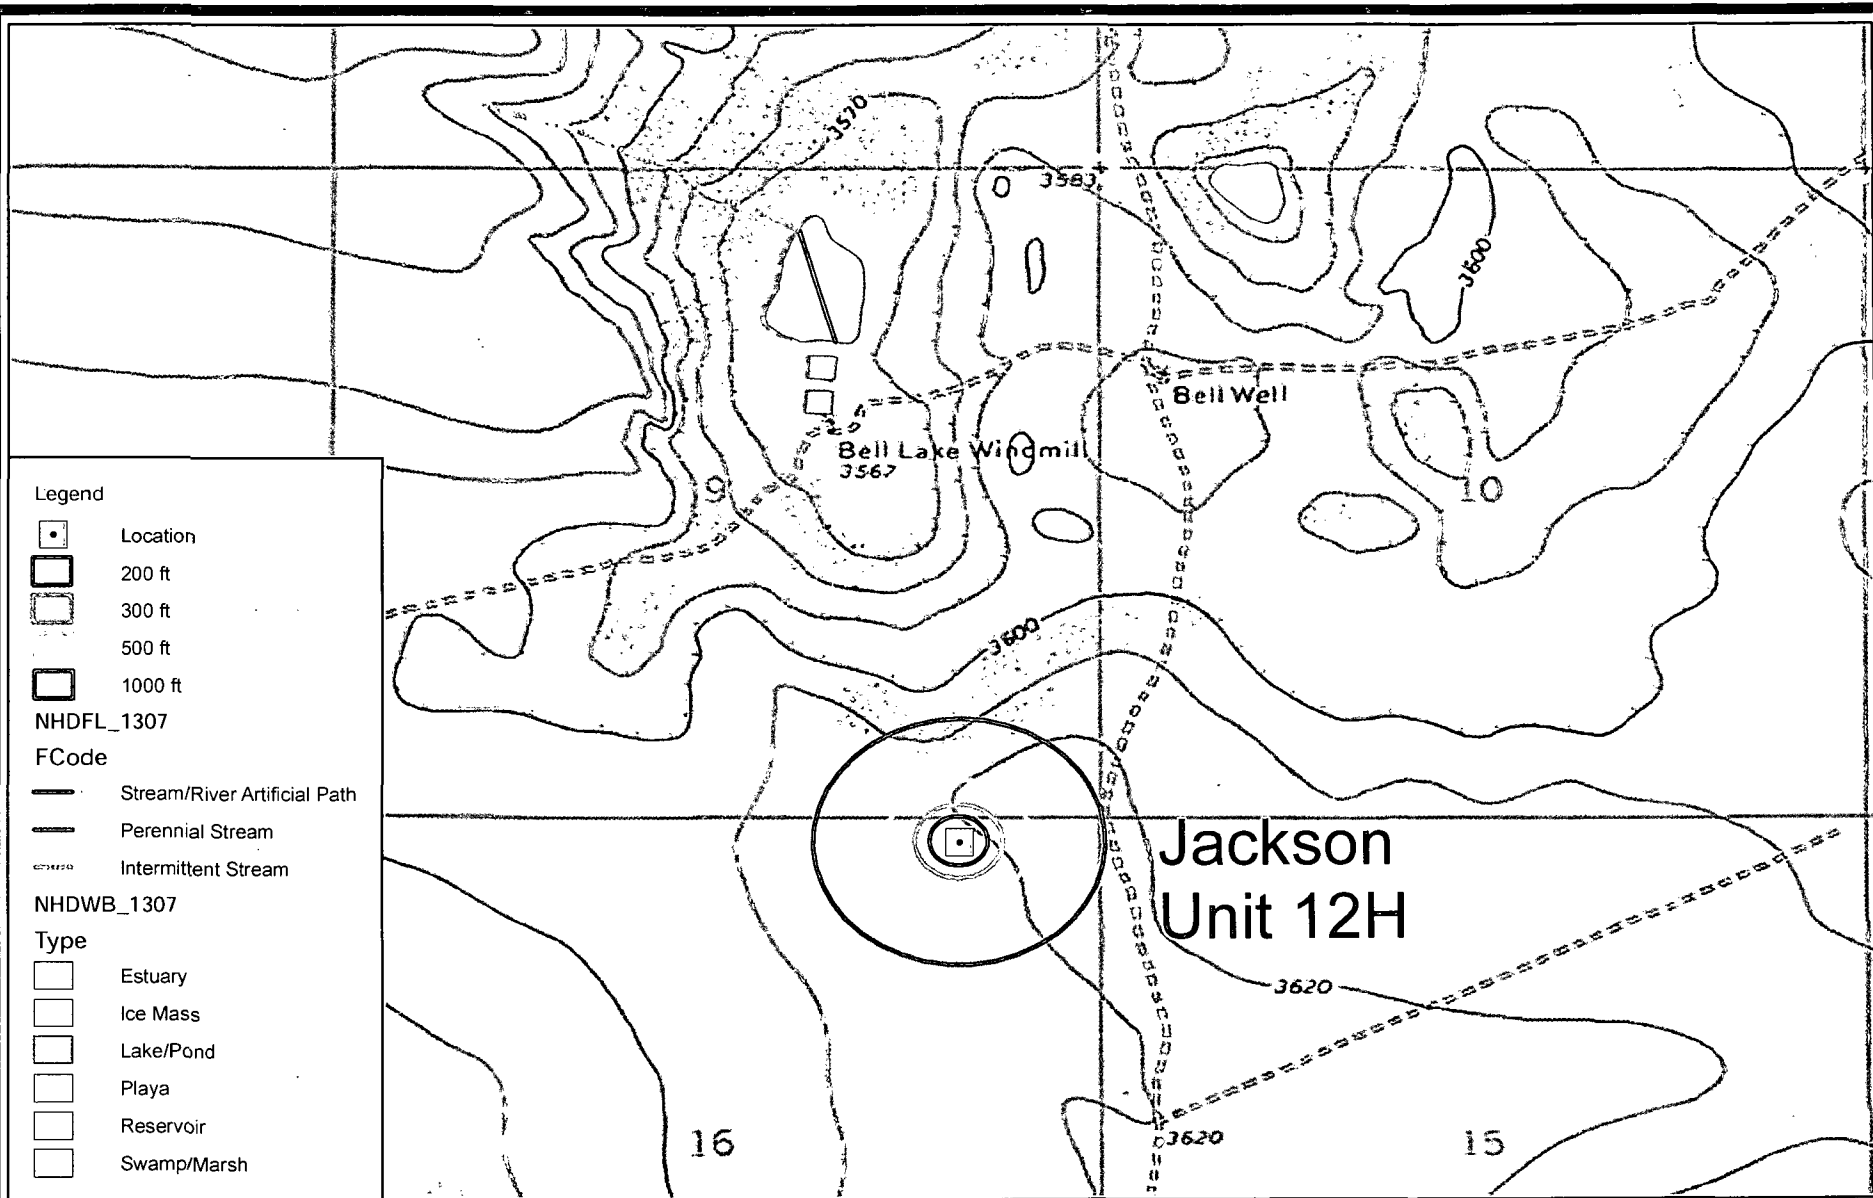 3570
3583
3600
Bell Well
Bell Lake Windmill
3567
9
10
3600
Jackson
Unit 12H
3620
3620
16
15
Legend
Location
200 ft
300 ft
500 ft
1000 ft
NHDFL_1307
FCode
Stream/River Artificial Path
Perennial Stream
Intermittent Stream
NHDWB_1307
Type
Estuary
Ice Mass
Lake/Pond
Playa
Reservoir
Swamp/Marsh